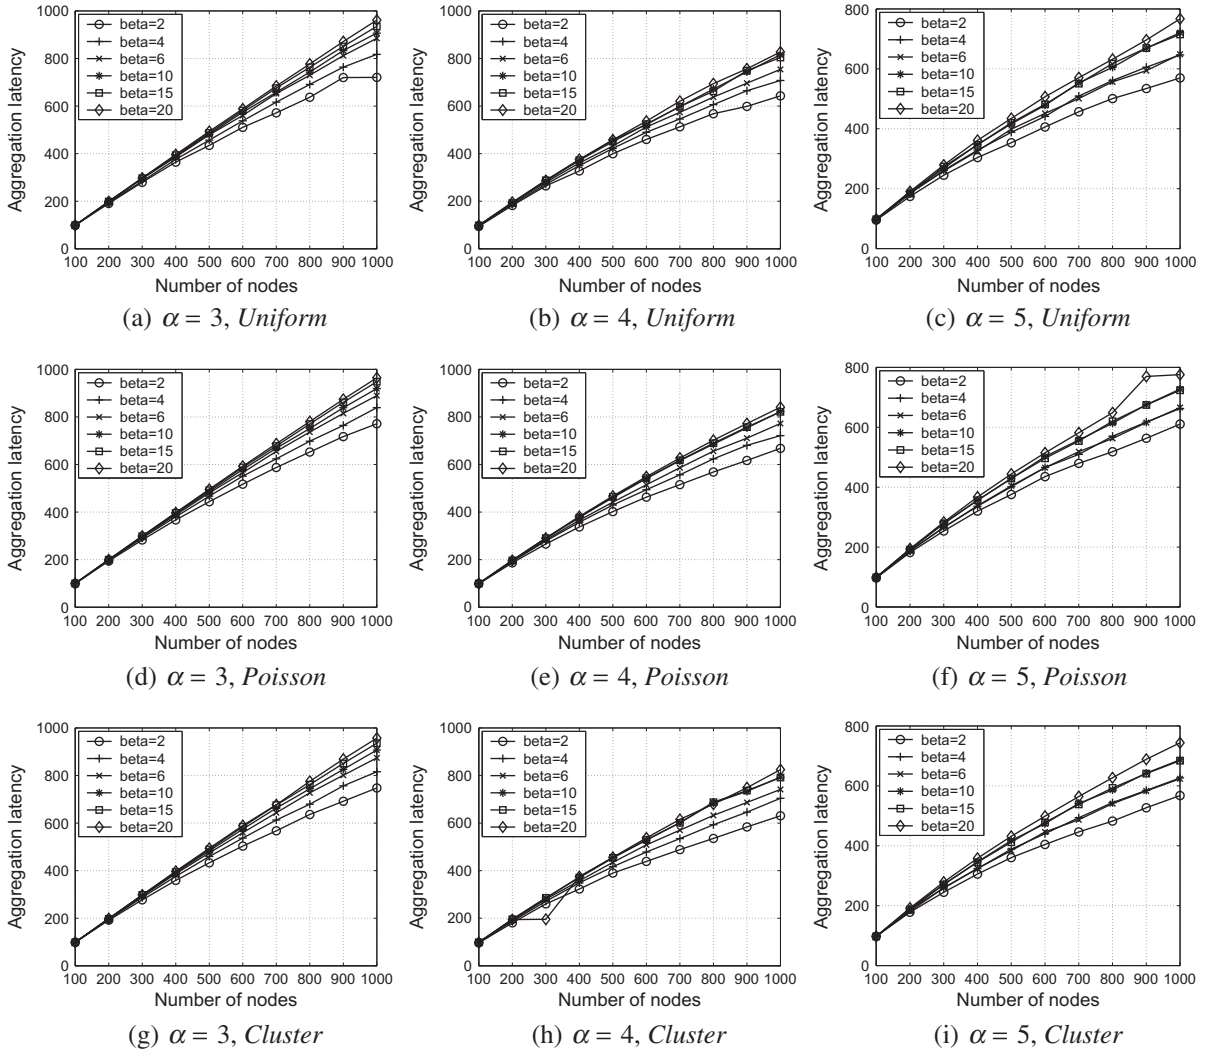 1000
800
600
400
200
0
Aggregation latency
beta=2
beta=4
beta=6
beta=10
beta=15
beta=20
100 200 300 400 500 600 700 800 900 1000
Number of nodes
(a) α = 3, Uniform
1000
800
600
400
200
0
Aggregation latency
beta=2
beta=4
beta=6
beta=10
beta=15
beta=20
100 200 300 400 500 600 700 800 900 1000
Number of nodes
(b) α = 4, Uniform
800
600
400
200
0
Aggregation latency
beta=2
beta=4
beta=6
beta=10
beta=15
beta=20
100 200 300 400 500 600 700 800 900 1000
Number of nodes
(c) α = 5, Uniform
1000
800
600
400
200
0
Aggregation latency
beta=2
beta=4
beta=6
beta=10
beta=15
beta=20
100 200 300 400 500 600 700 800 900 1000
Number of nodes
(d) α = 3, Poisson
1000
800
600
400
200
0
Aggregation latency
beta=2
beta=4
beta=6
beta=10
beta=15
beta=20
100 200 300 400 500 600 700 800 900 1000
Number of nodes
(e) α = 4, Poisson
800
600
400
200
0
Aggregation latency
beta=2
beta=4
beta=6
beta=10
beta=15
beta=20
100 200 300 400 500 600 700 800 900 1000
Number of nodes
(f) α = 5, Poisson
1000
800
600
400
200
0
Aggregation latency
beta=2
beta=4
beta=6
beta=10
beta=15
beta=20
100 200 300 400 500 600 700 800 900 1000
Number of nodes
(g) α = 3, Cluster
1000
800
600
400
200
0
Aggregation latency
beta=2
beta=4
beta=6
beta=10
beta=15
beta=20
100 200 300 400 500 600 700 800 900 1000
Number of nodes
(h) α = 4, Cluster
800
600
400
200
0
Aggregation latency
beta=2
beta=4
beta=6
beta=10
beta=15
beta=20
100 200 300 400 500 600 700 800 900 1000
Number of nodes
(i) α = 5, Cluster